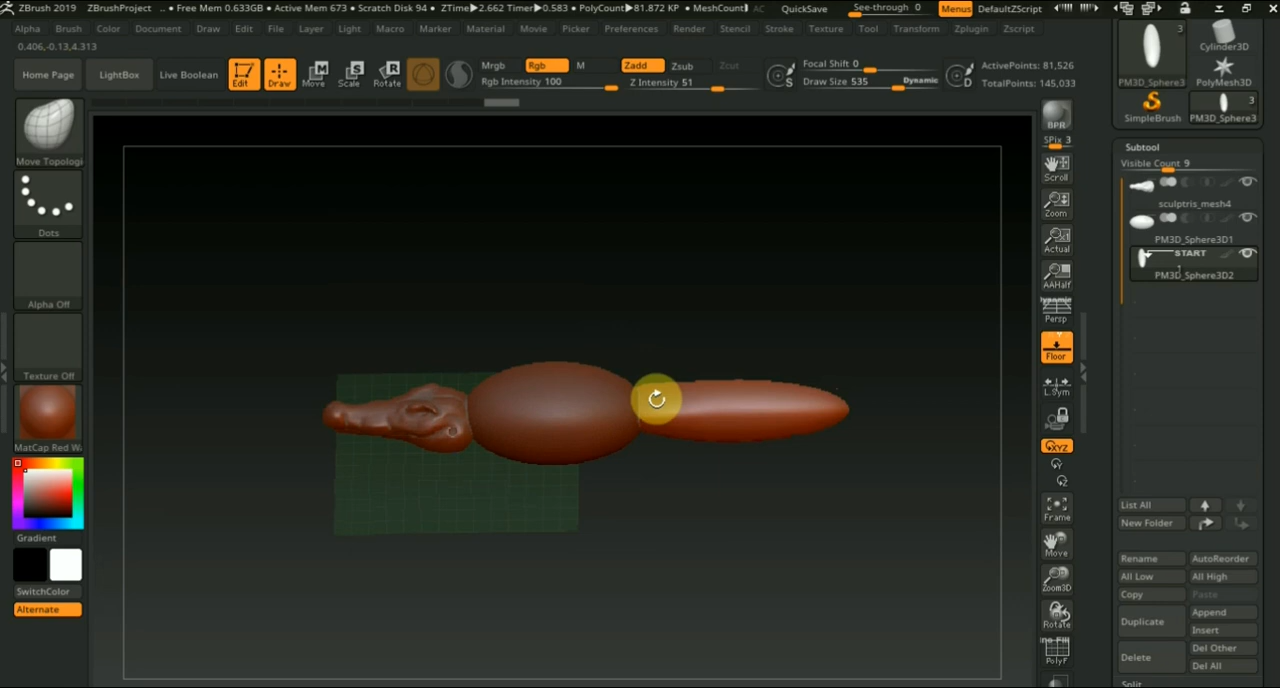 ZBrush 2019 ZBrushProject .. • Free Mem 0.633GB • Active Mem 673 • Scratch Disk 94 • ZTime▶2.662 Timer▶0.583 • PolyCount▶81.872 KP • MeshCount▶1 AC QuickSave See-through 0 Menus DefaultZScript
Alpha Brush Color Document Draw Edit File Layer Light Macro Marker Material Movie Picker Preferences Render Stencil Stroke Texture Tool Transform Zplugin Zscript
0.406,-0.13,4.313
Home Page LightBox Live Boolean Edit Draw Move Scale Rotate
Mrgb Rgb M Zadd Zsub Zcut
Rgb Intensity 100 Z Intensity 51
S Focal Shift 0
Draw Size 535 Dynamic D
ActivePoints: 81,526
TotalPoints: 145,033
Move Topologi
Dots
Alpha Off
Texture Off
MatCap Red W
Gradient
SwitchColor
Alternate
BPR
SPix 3
Scroll
Zoom
Actual
AAHalf
Dynamic
Persp
Floor
L.Sym
XYZ
Y
Z
Frame
Move
Zoom3D
Rotate
PolyF
3
PM3D_Sphere3
Cylinder3D
PolyMesh3D
SimpleBrush
3
PM3D_Sphere3
Subtool
Visible Count 9
sculptris_mesh4
PM3D_Sphere3D1
START
PM3D_Sphere3D2
List All
New Folder
Rename AutoReorder
All Low All High
Copy Paste
Duplicate Append
Insert
Delete Del Other
Del All
Split